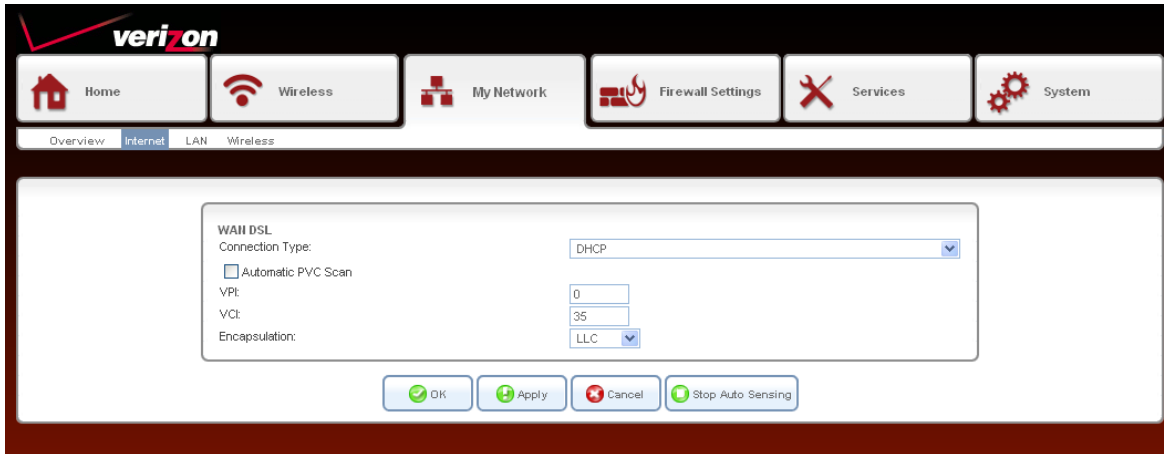 verizon
Home Wireless My Network Firewall Settings Services System
Overview Internet LAN Wireless
WAN DSL
Connection Type: DHCP
Automatic PVC Scan
VPI: 0
VCI: 35
Encapsulation: LLC
OK Apply Cancel Stop Auto Sensing